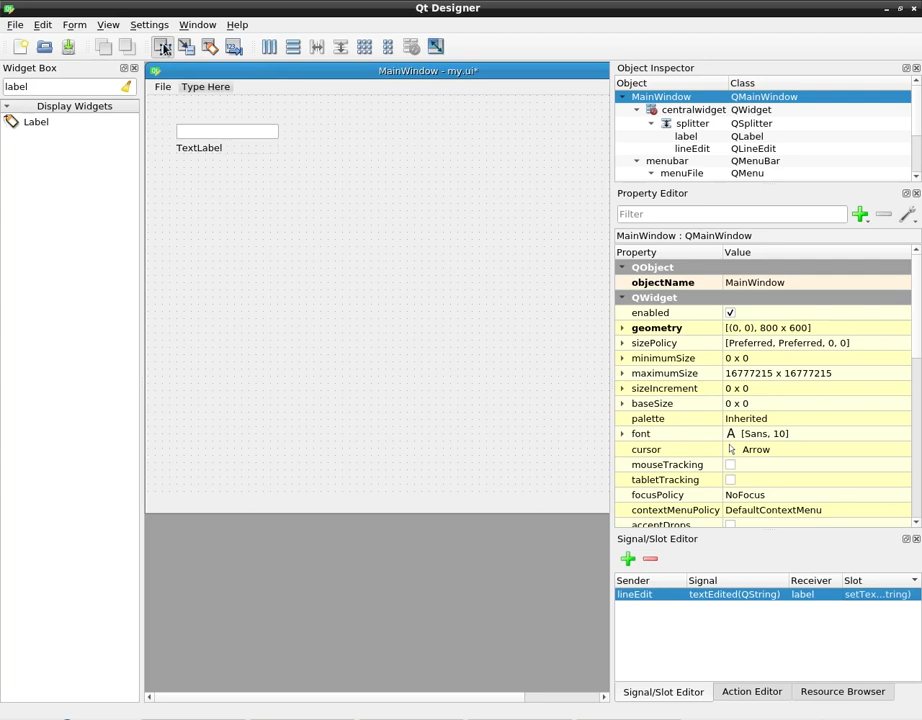 Qt Designer
File Edit Form View Settings Window Help
Widget Box
label
Display Widgets
Label
MainWindow - my.ui*
File Type Here
TextLabel
Object Inspector
Object Class
MainWindow QMainWindow
centralwidget QWidget
splitter QSplitter
label QLabel
lineEdit QLineEdit
menubar QMenuBar
menuFile QMenu
Property Editor
Filter
MainWindow : QMainWindow
Property Value
QObject
objectName MainWindow
QWidget
enabled
geometry [(0, 0), 800 x 600]
sizePolicy [Preferred, Preferred, 0, 0]
minimumSize 0 x 0
maximumSize 16777215 x 16777215
sizeIncrement 0 x 0
baseSize 0 x 0
palette Inherited
font A [Sans, 10]
cursor Arrow
mouseTracking
tabletTracking
focusPolicy NoFocus
contextMenuPolicy DefaultContextMenu
acceptDrops
Signal/Slot Editor
Sender Signal Receiver Slot
lineEdit textEdited(QString) label setTex...tring)
Signal/Slot Editor Action Editor Resource Browser